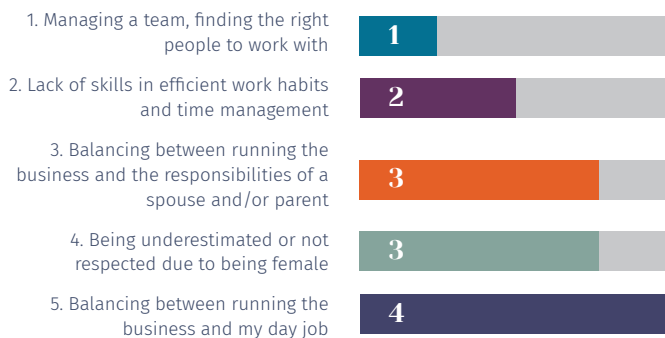 1. Managing a team, finding the right
people to work with
1
2. Lack of skills in efficient work habits
and time management
2
3. Balancing between running the
business and the responsibilities of a
spouse and/or parent
3
4. Being underestimated or not
respected due to being female
3
5. Balancing between running the
business and my day job
4